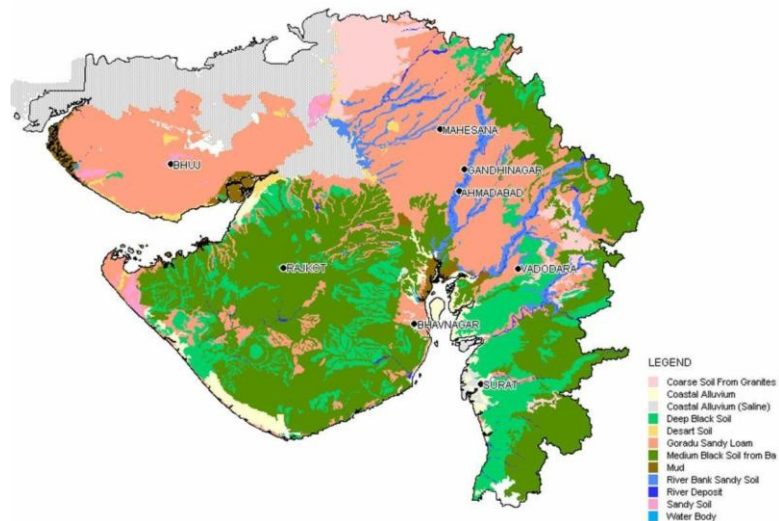 MAHESANA
GANDHINAGAR
AHMADABAD
BHUJ
RAJKOT
VADODARA
BHAVNAGAR
SURAT
LEGEND
Coarse Soil From Granites
Coastal Alluvium
Coastal Alluvium (Saline)
Deep Black Soil
Desart Soil
Goradu Sandy Loam
Medium Black Soil from Ba
Mud
River Bank Sandy Soil
River Deposit
Sandy Soil
Water Body